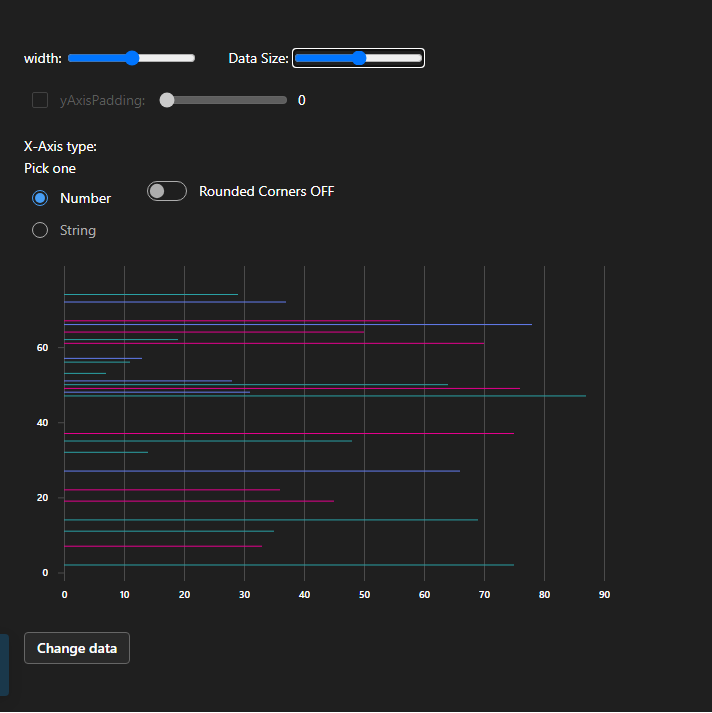 width: Data Size:
yAxisPadding: 0
X-Axis type:
Pick one
Number Rounded Corners OFF
String
60
40
20
0
0 10 20 30 40 50 60 70 80 90
Change data